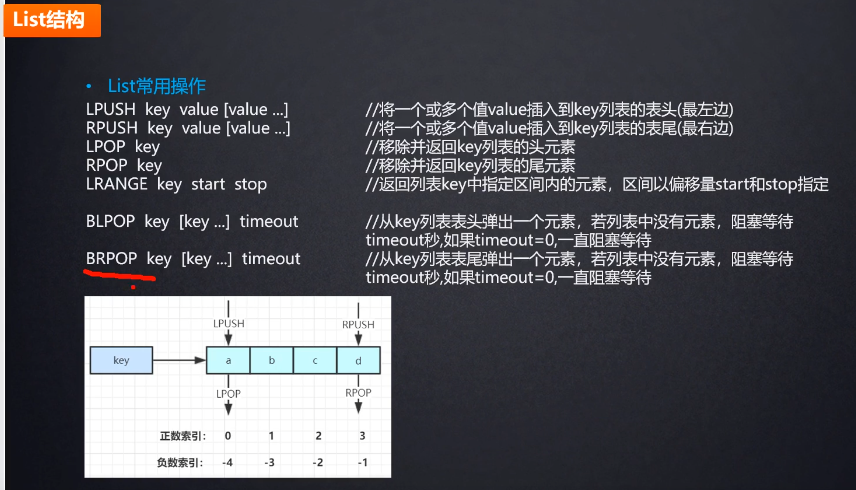 List结构
• List常用操作
LPUSH key value [value ...] //将一个或多个值value插入到key列表的表头(最左边)
RPUSH key value [value ...] //将一个或多个值value插入到key列表的表尾(最右边)
LPOP key //移除并返回key列表的头元素
RPOP key //移除并返回key列表的尾元素
LRANGE key start stop //返回列表key中指定区间内的元素，区间以偏移量start和stop指定
BLPOP key [key ...] timeout //从key列表表头弹出一个元素，若列表中没有元素，阻塞等待
timeout秒,如果timeout=0,一直阻塞等待
BRPOP key [key ...] timeout //从key列表表尾弹出一个元素，若列表中没有元素，阻塞等待
timeout秒,如果timeout=0,一直阻塞等待
LPUSH RPUSH
key a b c d
LPOP RPOP
正数索引： 0 1 2 3
负数索引： -4 -3 -2 -1